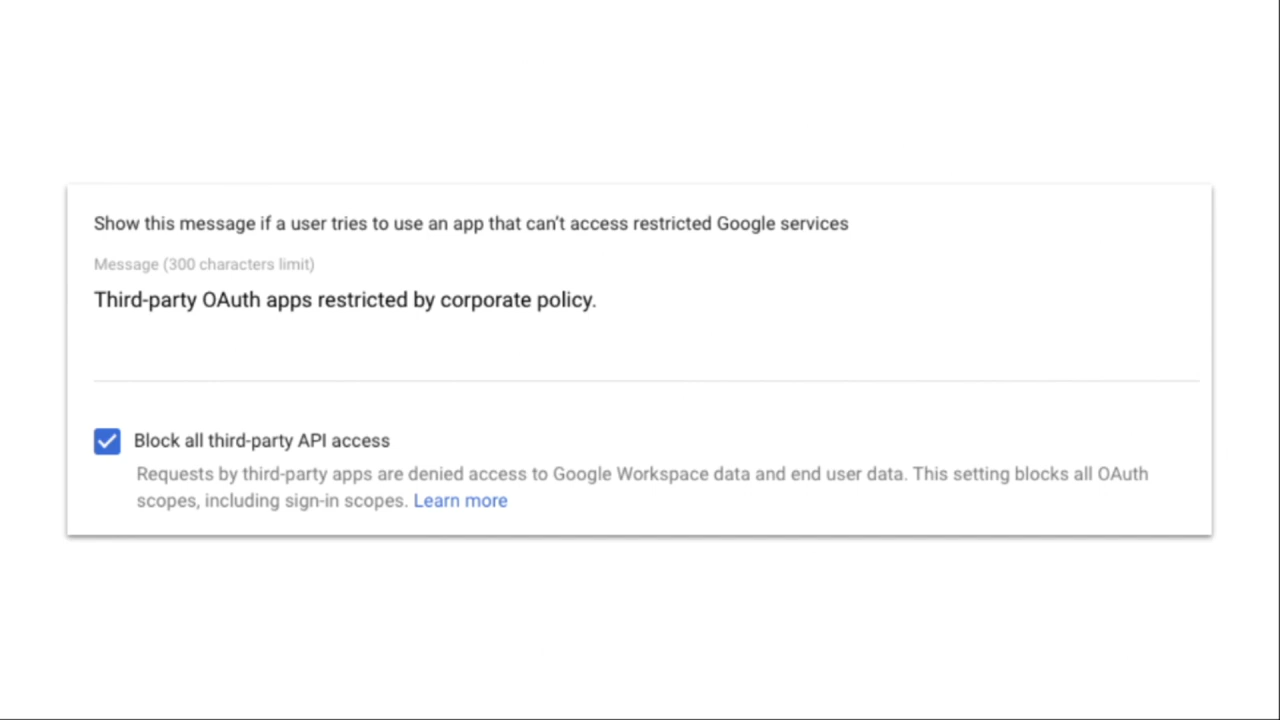 Show this message if a user tries to use an app that can't access restricted Google services
Message (300 characters limit)
Third-party OAuth apps restricted by corporate policy.
Block all third-party API access
Requests by third-party apps are denied access to Google Workspace data and end user data. This setting blocks all OAuth
scopes, including sign-in scopes. Learn more